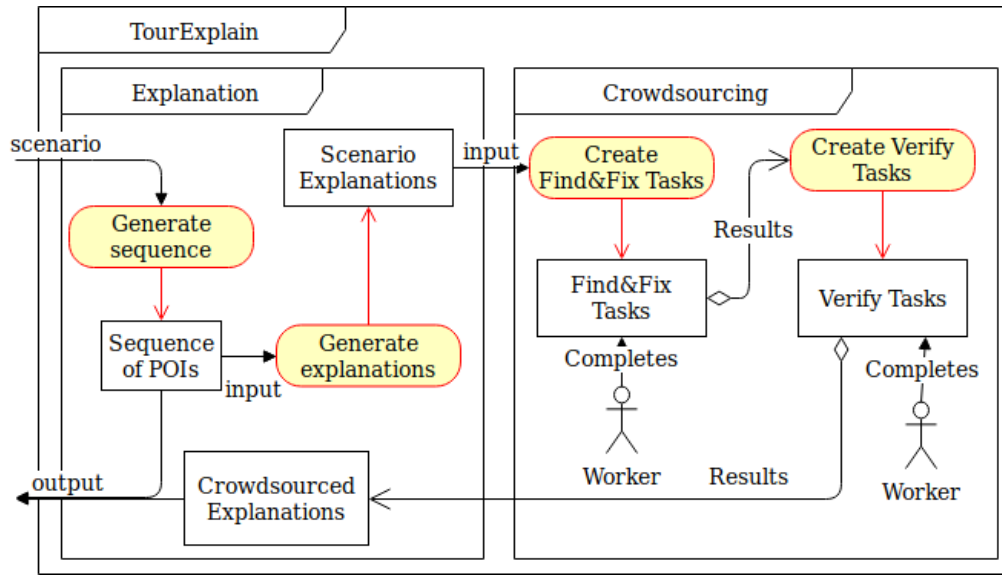 TourExplain
Explanation
Crowdsourcing
scenario
Scenario
Explanations
input
Create
Find&Fix Tasks
Create Verify
Tasks
Generate
sequence
Results
Find&Fix
Tasks
Verify Tasks
Sequence
of POIs
input
Generate
explanations
Completes
Completes
Worker
Worker
output
Crowdsourced
Explanations
Results